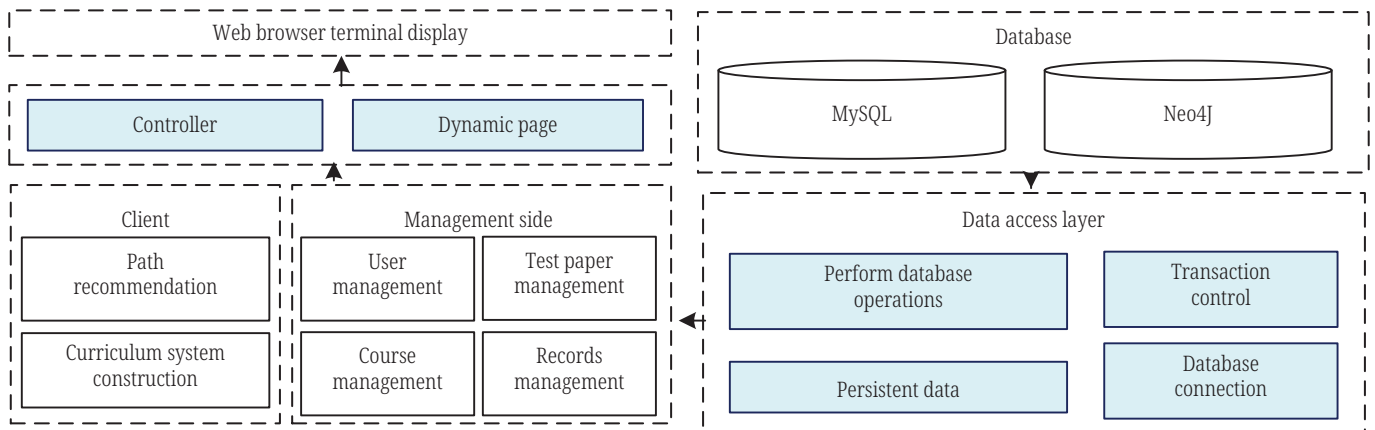 Web browser terminal display
Controller
Dynamic page
Client
Path
recommendation
Curriculum system
construction
Management side
User
management
Test paper
management
Course
management
Records
management
Database
MySQL
Neo4J
Data access layer
Perform database
operations
Transaction
control
Persistent data
Database
connection